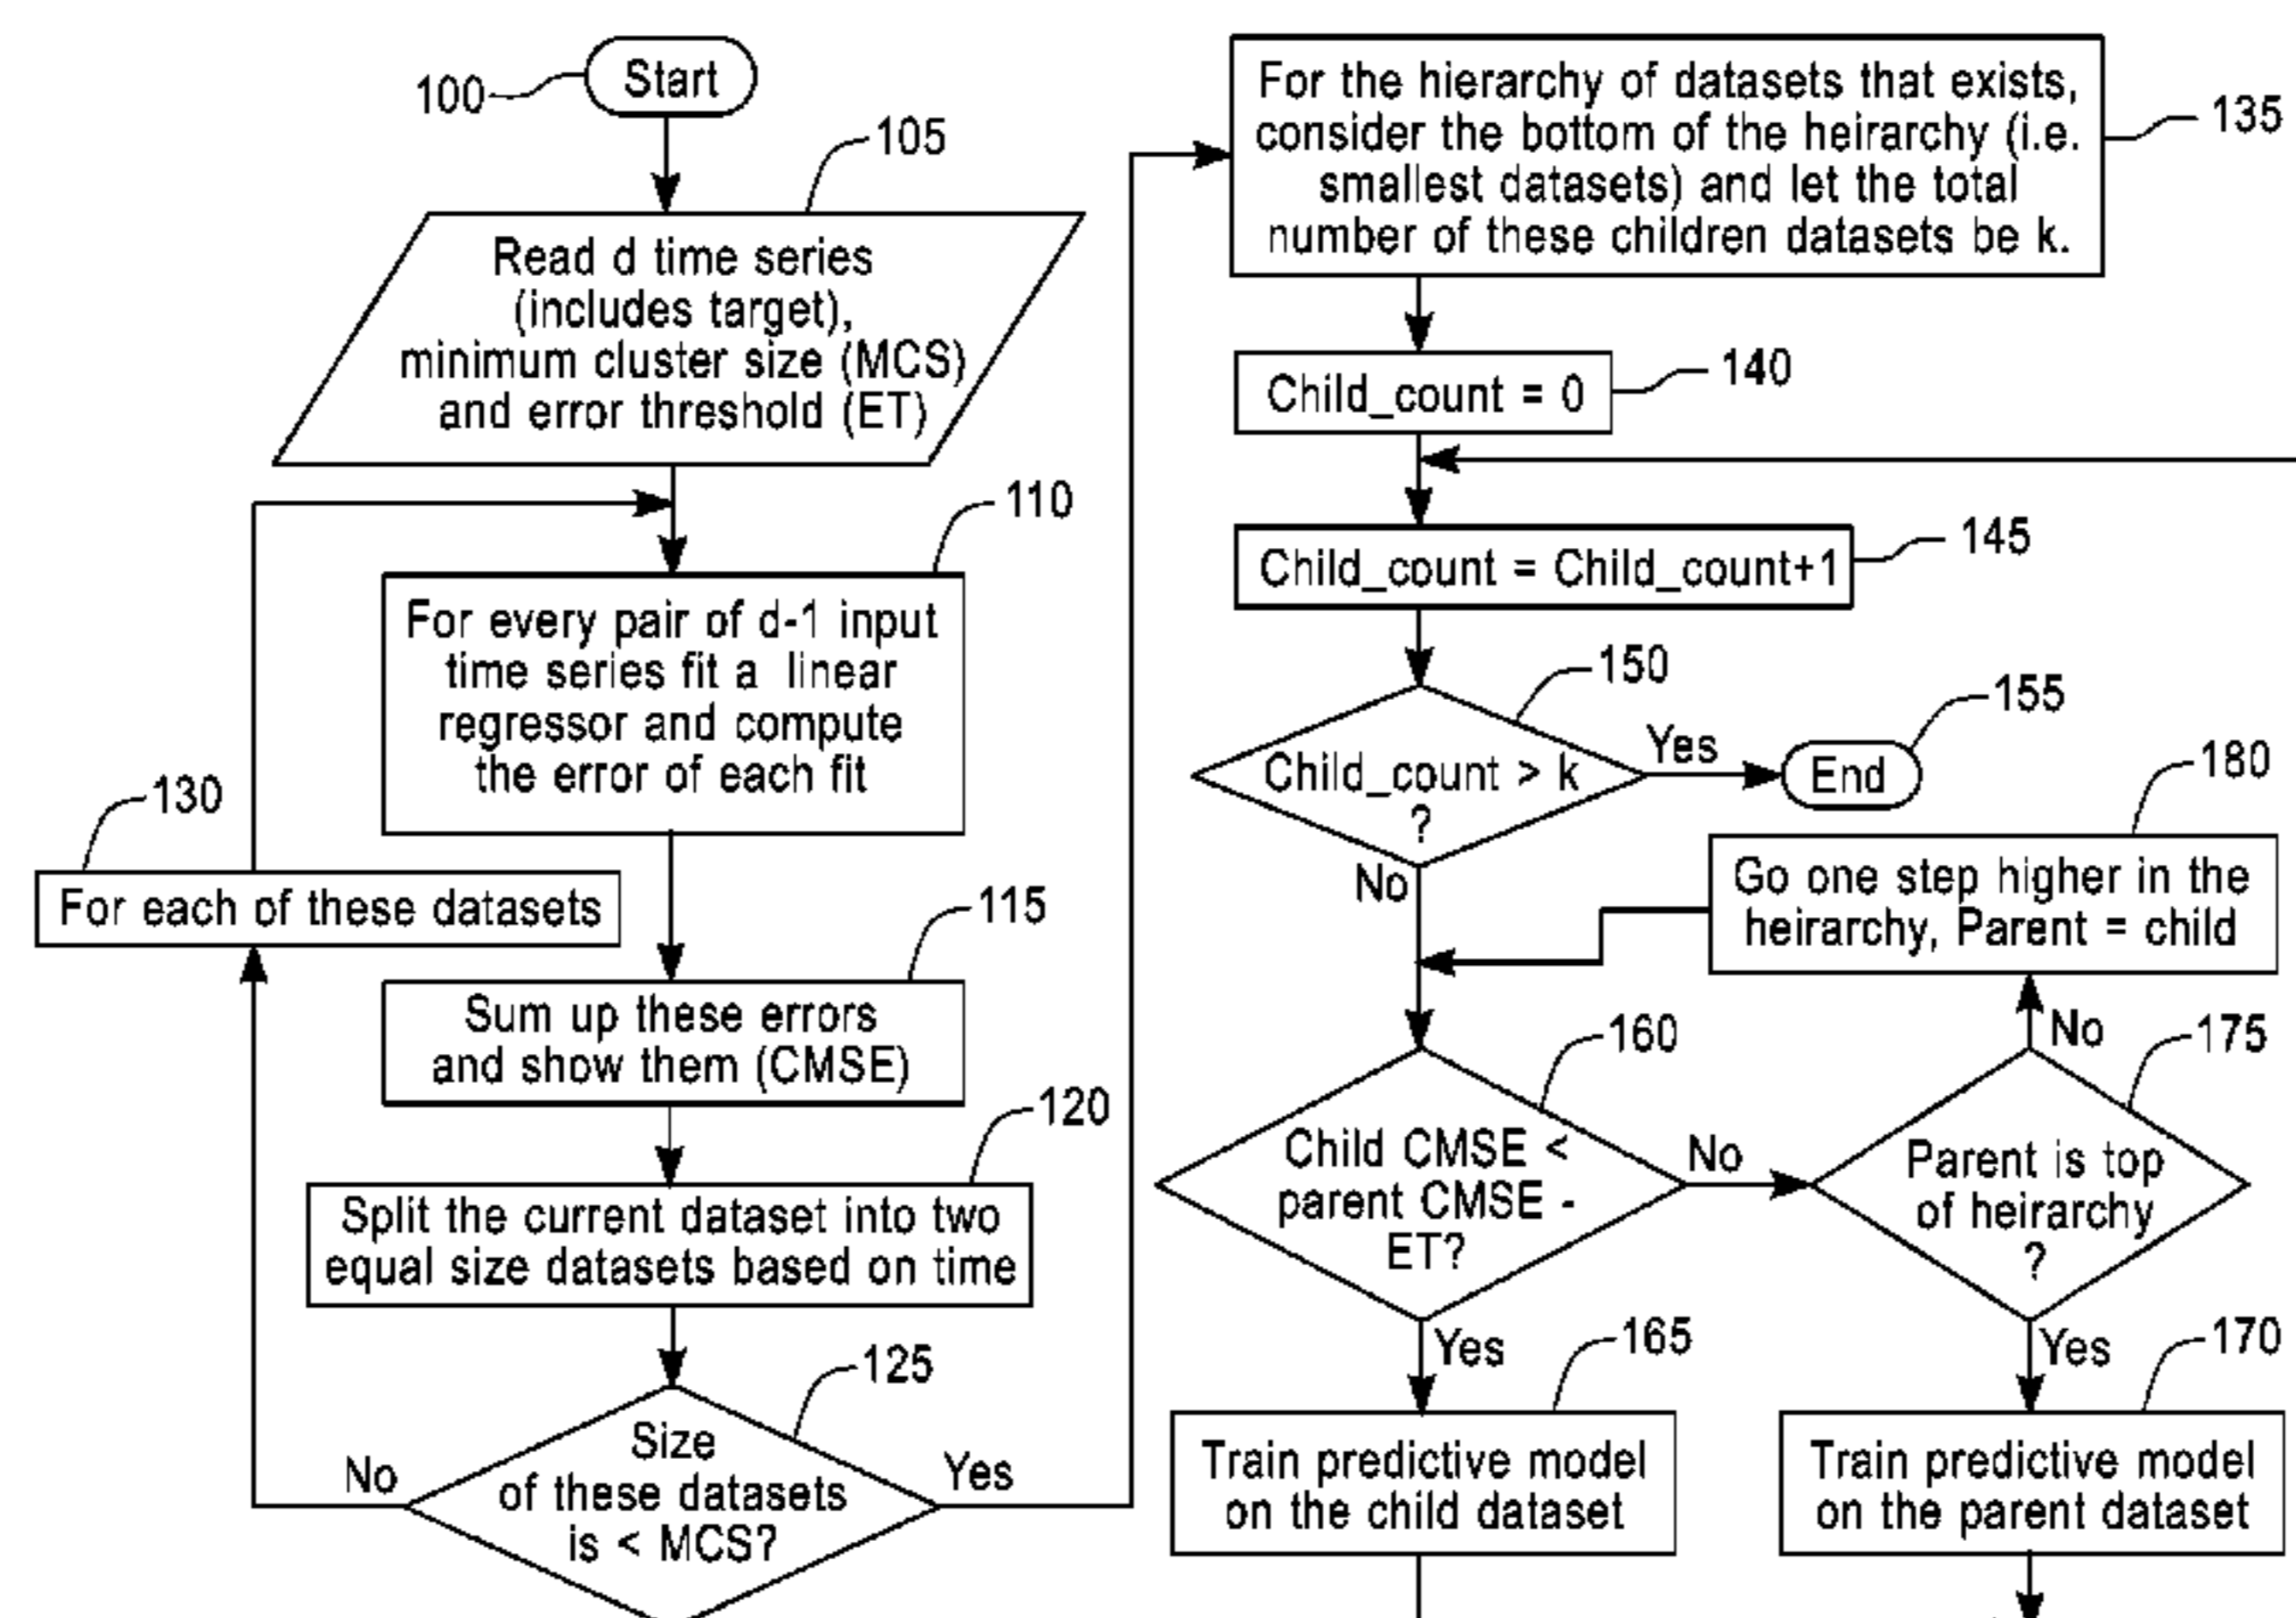 100
Start
105
Read d time series
(includes target),
minimum cluster size (MCS)
and error threshold (ET)
110
For every pair of d-1 input
time series fit a linear
regressor and compute
the error of each fit
130
For each of these datasets
115
Sum up these errors
and show them (CMSE)
120
Split the current dataset into two
equal size datasets based on time
125
Size
of these datasets
is < MCS?
No
Yes
For the hierarchy of datasets that exists,
consider the bottom of the heirarchy (i.e.
smallest datasets) and let the total
number of these children datasets be k.
135
Child_count = 0
140
Child_count = Child_count+1
145
150
Child_count > k
?
Yes
155
End
No
180
Go one step higher in the
heirarchy, Parent = child
160
Child CMSE <
parent CMSE -
ET?
No
No
175
Parent is top
of heirarchy
?
Yes
165
Train predictive model
on the child dataset
Yes
170
Train predictive model
on the parent dataset